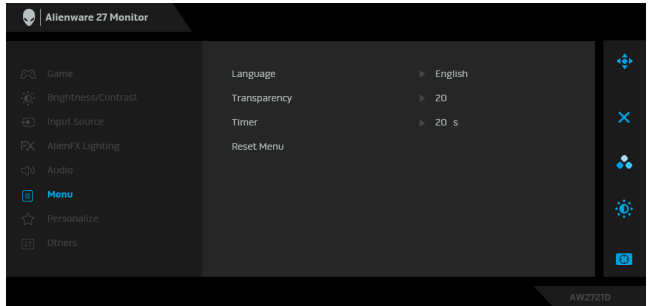 Alienware 27 Monitor
Game
Brightness/Contrast
Input Source
FX AlienFX Lighting
Audio
Menu
Personalize
Others
Language English
Transparency 20
Timer 20 s
Reset Menu
AW2721D